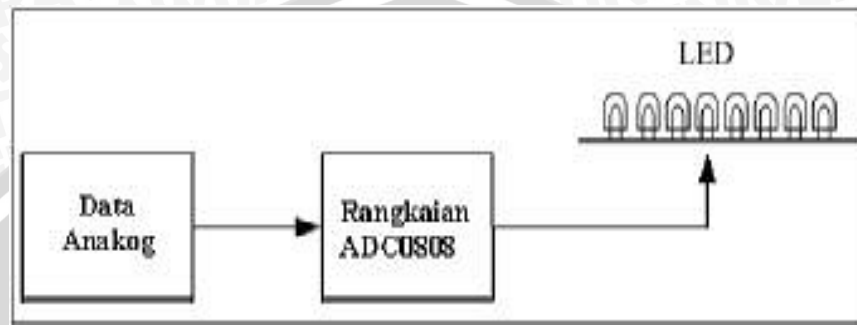 LED
Data
Anakog
Rangkaian
ADC0808